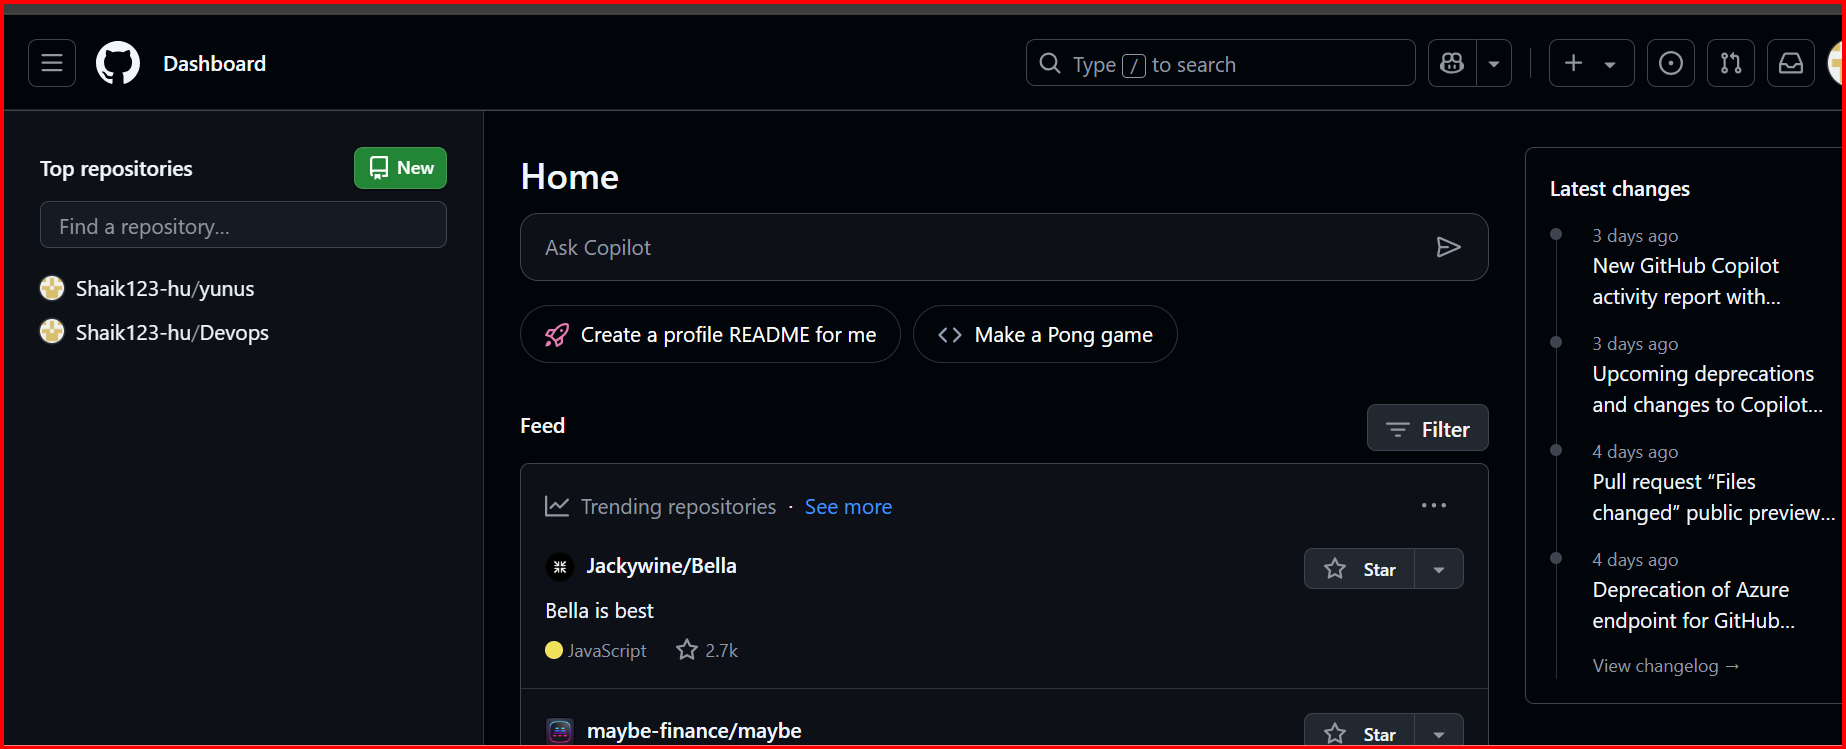 Dashboard
Type / to search
Top repositories
New
Find a repository...
Shaik123-hu/yunus
Shaik123-hu/Devops
Home
Ask Copilot
Create a profile README for me
Make a Pong game
Feed
Filter
Trending repositories · See more
Jackywine/Bella
Star
Bella is best
JavaScript
2.7k
maybe-finance/maybe
Star
Latest changes
3 days ago
New GitHub Copilot
activity report with...
3 days ago
Upcoming deprecations
and changes to Copilot...
4 days ago
Pull request “Files
changed” public preview...
4 days ago
Deprecation of Azure
endpoint for GitHub...
View changelog →